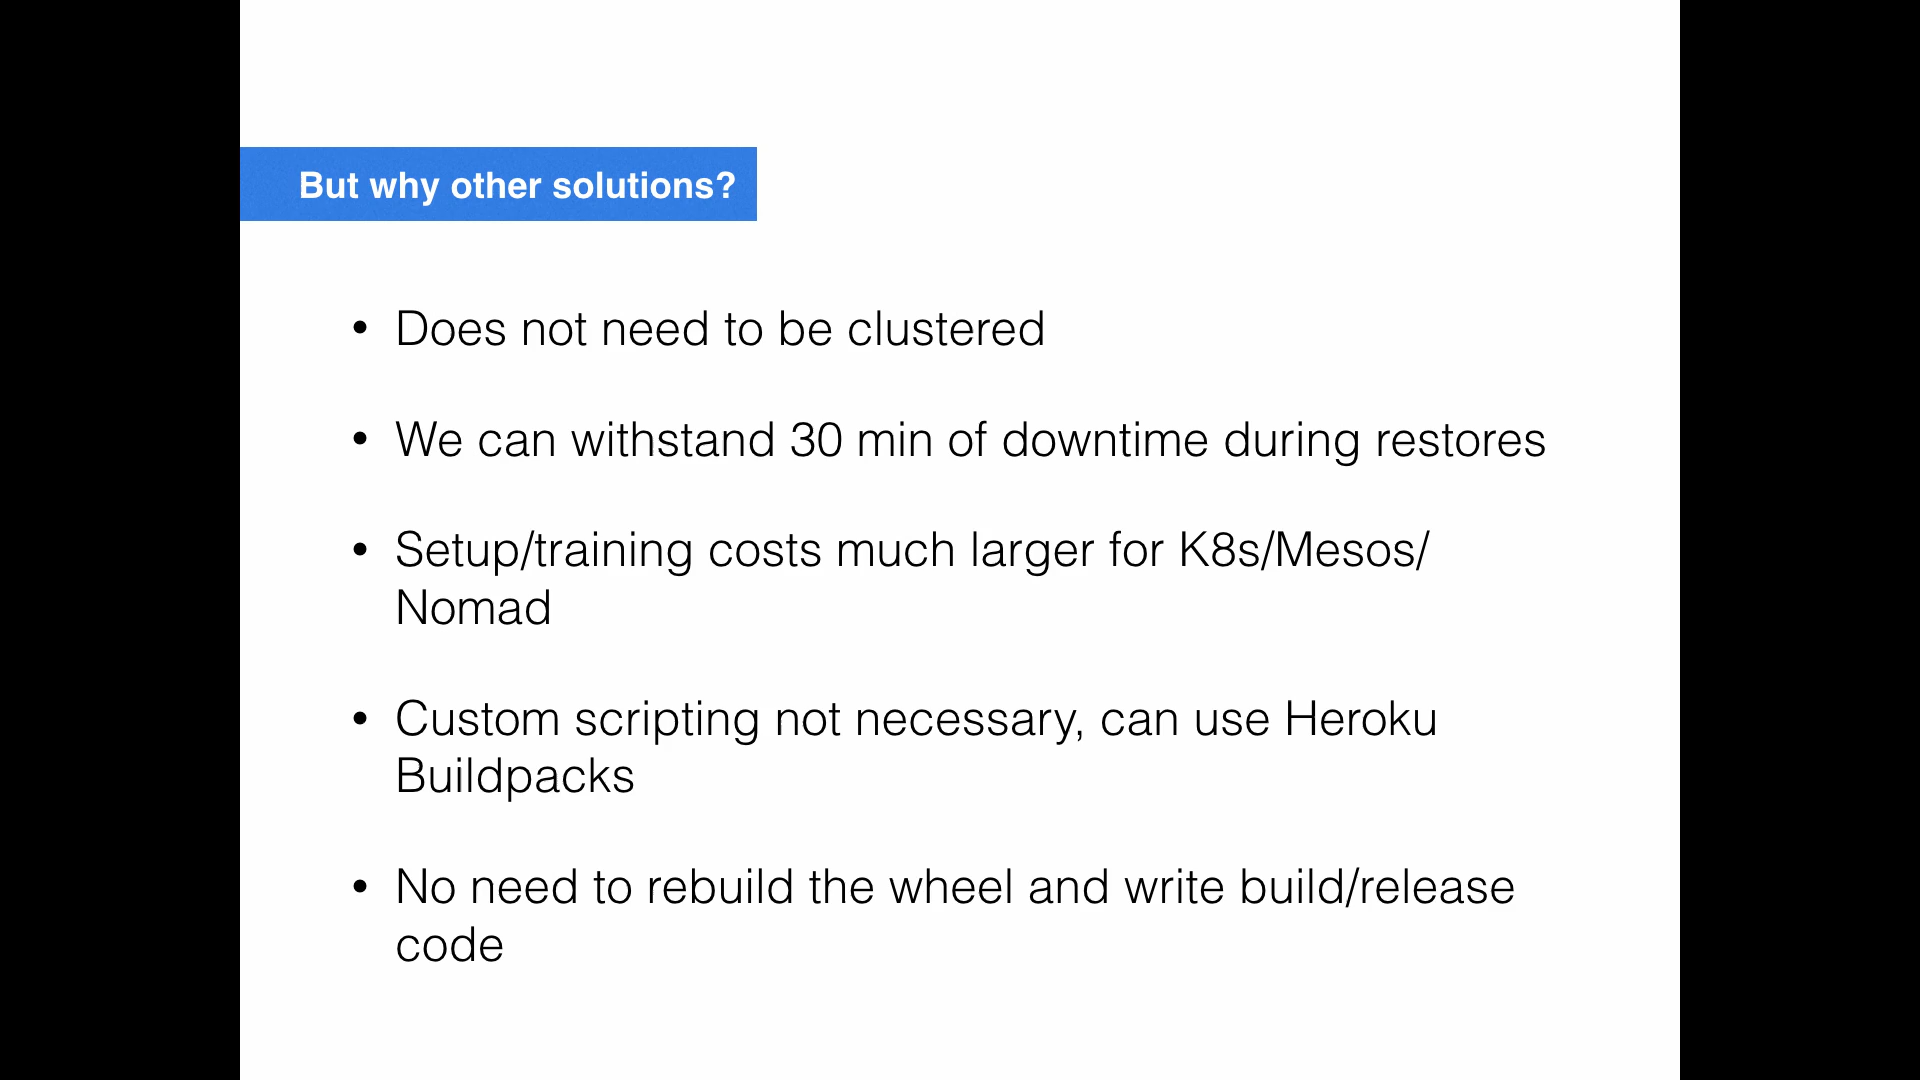 But why other solutions?
• Does not need to be clustered
• We can withstand 30 min of downtime during restores
• Setup/training costs much larger for K8s/Mesos/
Nomad
• Custom scripting not necessary, can use Heroku
Buildpacks
• No need to rebuild the wheel and write build/release
code